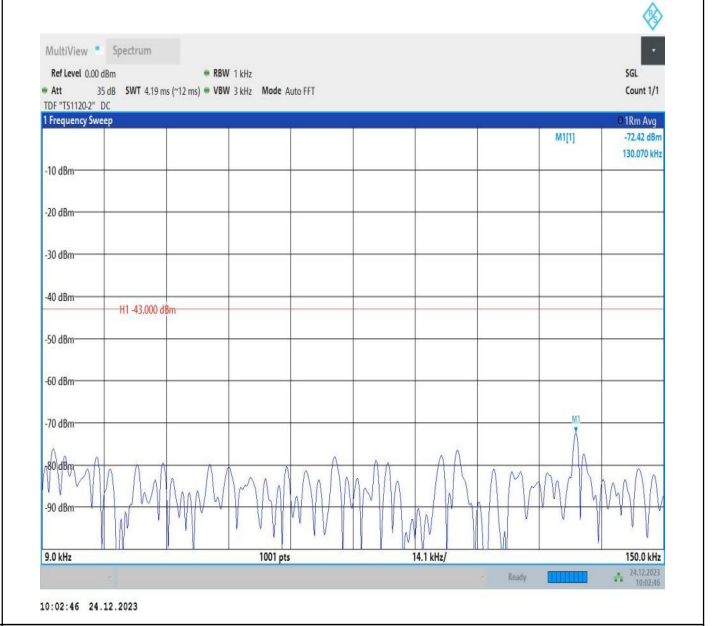 R&S
MultiView Spectrum
Ref Level 0.00 dBm RBW 1 kHz SGL
Att 35 dB SWT 4.19 ms (~12 ms) VBW 3 kHz Mode Auto FFT Count 1/1
TDF "TS1120-2" DC
1 Frequency Sweep 1Rm Avg
M1[1] -72.42 dBm
130.070 kHz
-10 dBm
-20 dBm
-30 dBm
-40 dBm
H1 -43.000 dBm
-50 dBm
-60 dBm
-70 dBm
M1
-80 dBm
-90 dBm
9.0 kHz 1001 pts 14.1 kHz/ 150.0 kHz
Ready 24.12.2023
10:02:46
10:02:46 24.12.2023